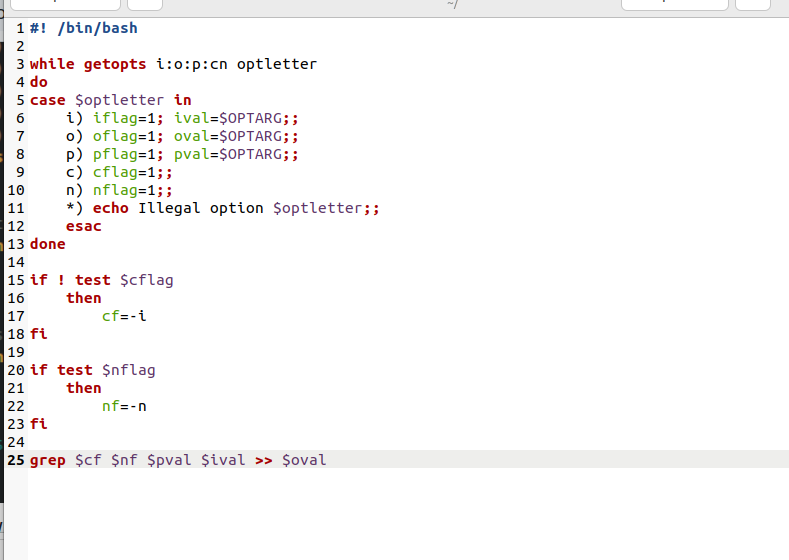 ~/
1 #! /bin/bash
2
3 while getopts i:o:p:cn optletter
4 do
5 case $optletter in
6     i) iflag=1; ival=$OPTARG;;
7     o) oflag=1; oval=$OPTARG;;
8     p) pflag=1; pval=$OPTARG;;
9     c) cflag=1;;
10     n) nflag=1;;
11     *) echo Illegal option $optletter;;
12     esac
13 done
14
15 if ! test $cflag
16     then
17         cf=-i
18 fi
19
20 if test $nflag
21     then
22         nf=-n
23 fi
24
25 grep $cf $nf $pval $ival >> $oval